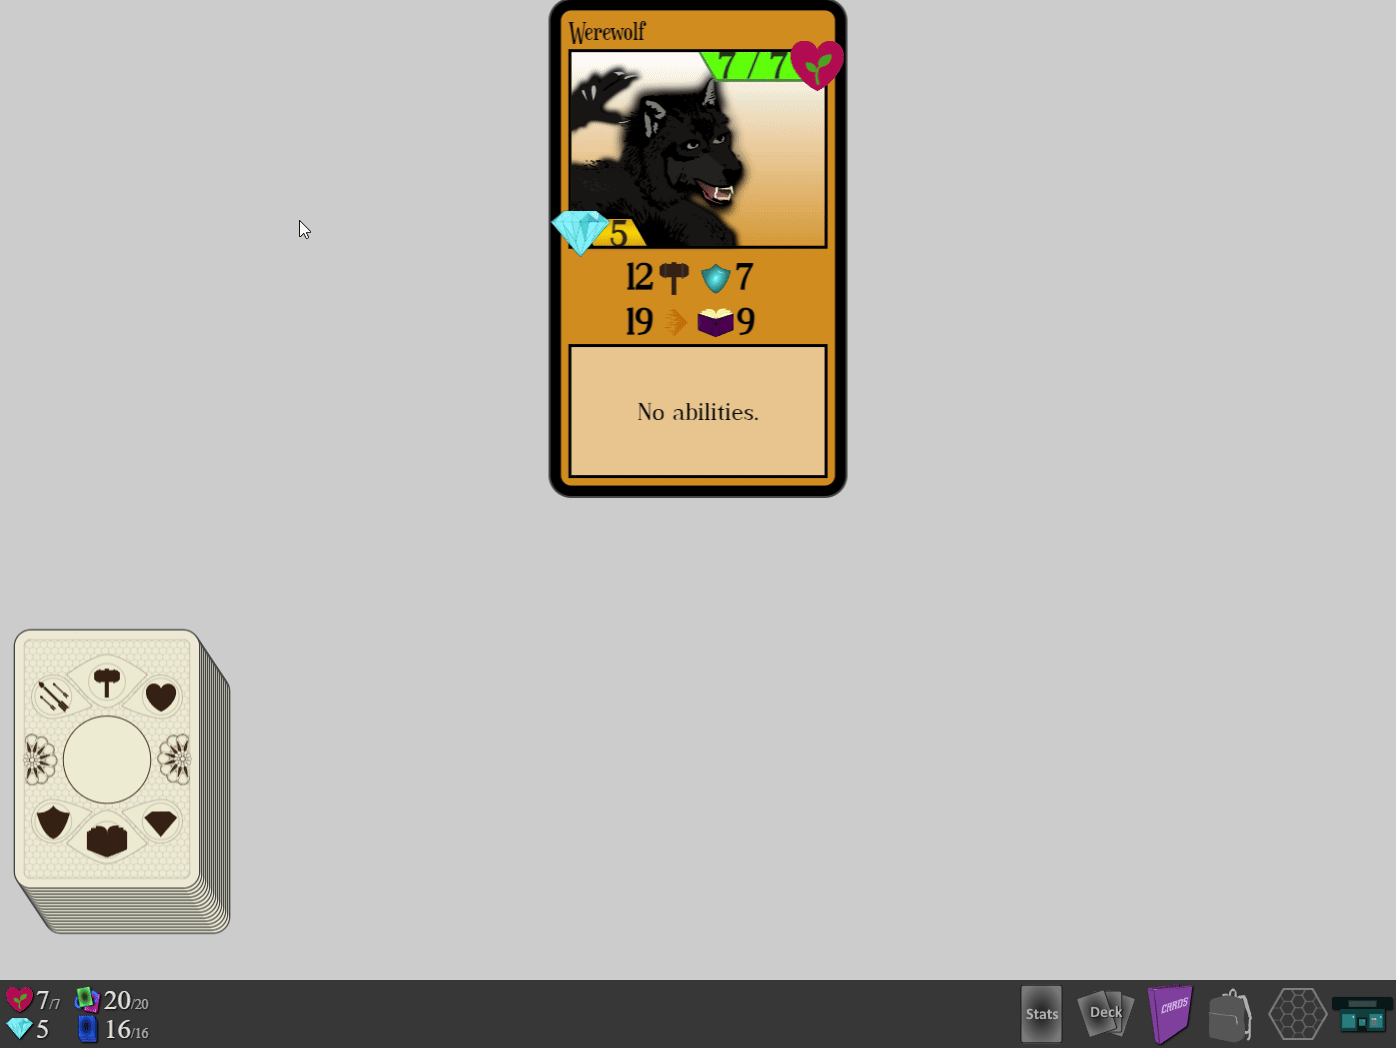 Werewolf
7/7
5
12 7
19 9
No abilities.
7/7 20/20
5 16/16
Stats
Deck
CARDS